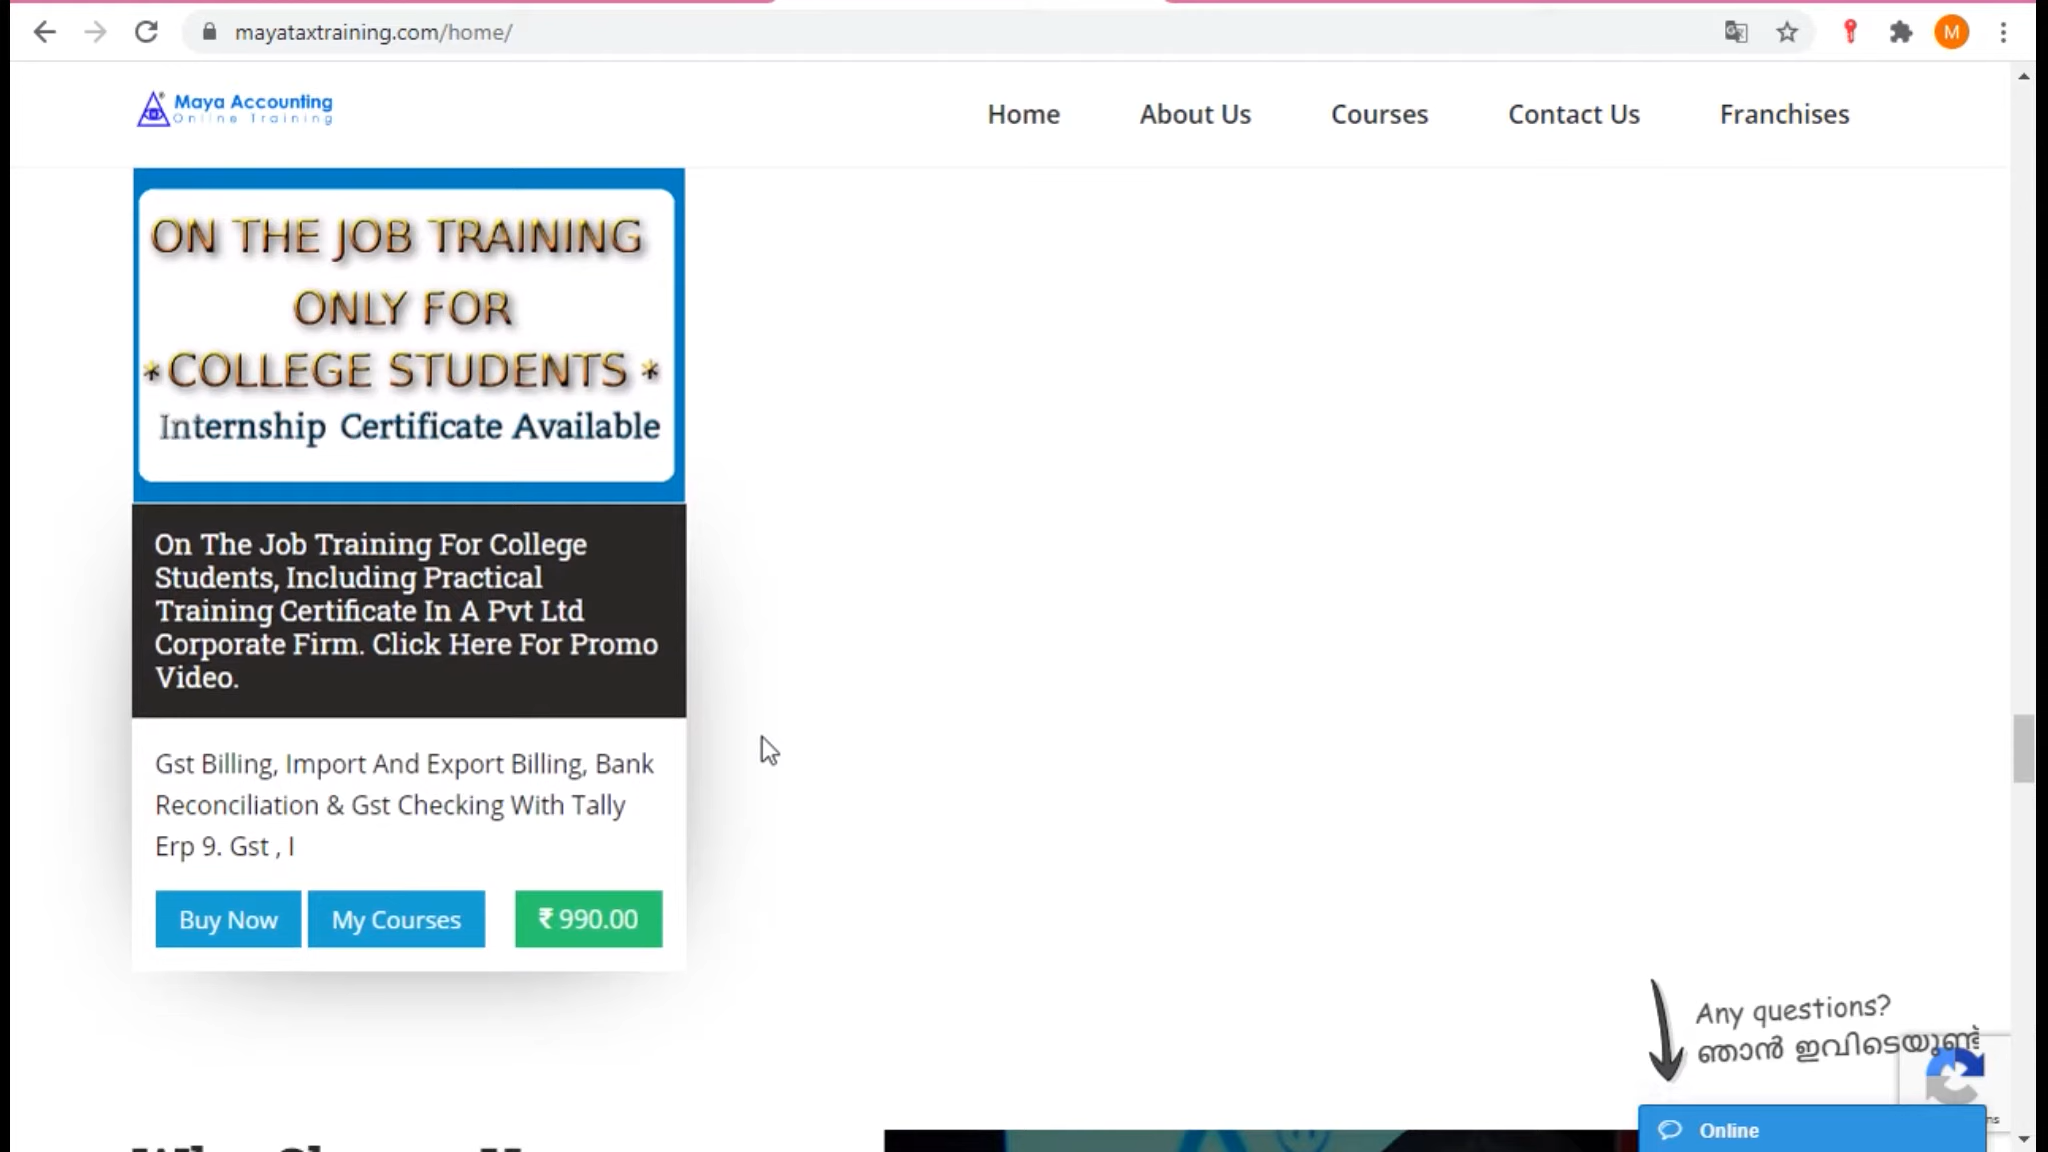 mayataxtraining.com/home/
M
Maya Accounting
Online Training
Home
About Us
Courses
Contact Us
Franchises
ON THE JOB TRAINING
ONLY FOR
*COLLEGE STUDENTS *
Internship Certificate Available
On The Job Training For College
Students, Including Practical
Training Certificate In A Pvt Ltd
Corporate Firm. Click Here For Promo
Video.
Gst Billing, Import And Export Billing, Bank
Reconciliation & Gst Checking With Tally
Erp 9. Gst , I
Buy Now
My Courses
₹ 990.00
Any questions?
ഞാൻ ഇവിടെയുണ്ട്
Online